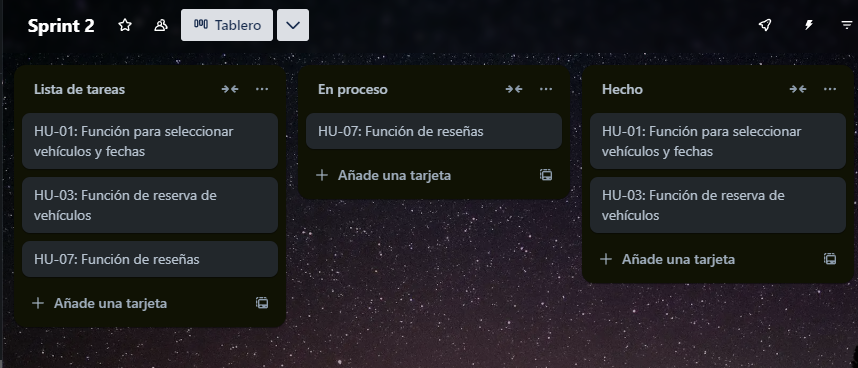 Sprint 2
Tablero
Lista de tareas
HU-01: Función para seleccionar
vehículos y fechas
HU-03: Función de reserva de
vehículos
HU-07: Función de reseñas
Añade una tarjeta
En proceso
HU-07: Función de reseñas
Añade una tarjeta
Hecho
HU-01: Función para seleccionar
vehículos y fechas
HU-03: Función de reserva de
vehículos
Añade una tarjeta